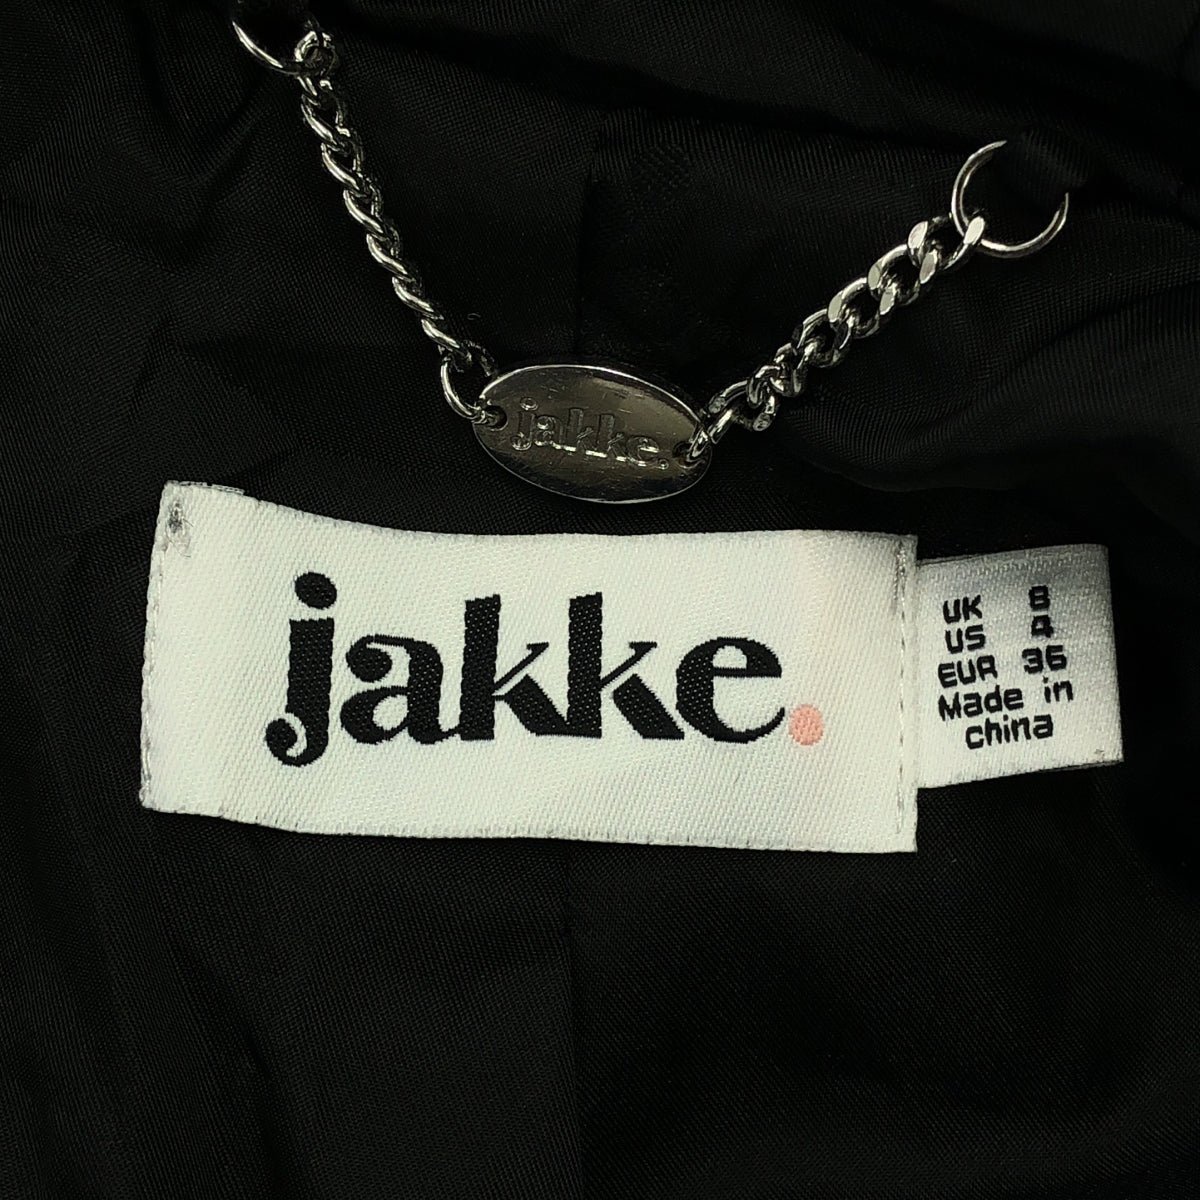 jakke.
jakke.
UK 8
US 4
EUR 36
Made in
china